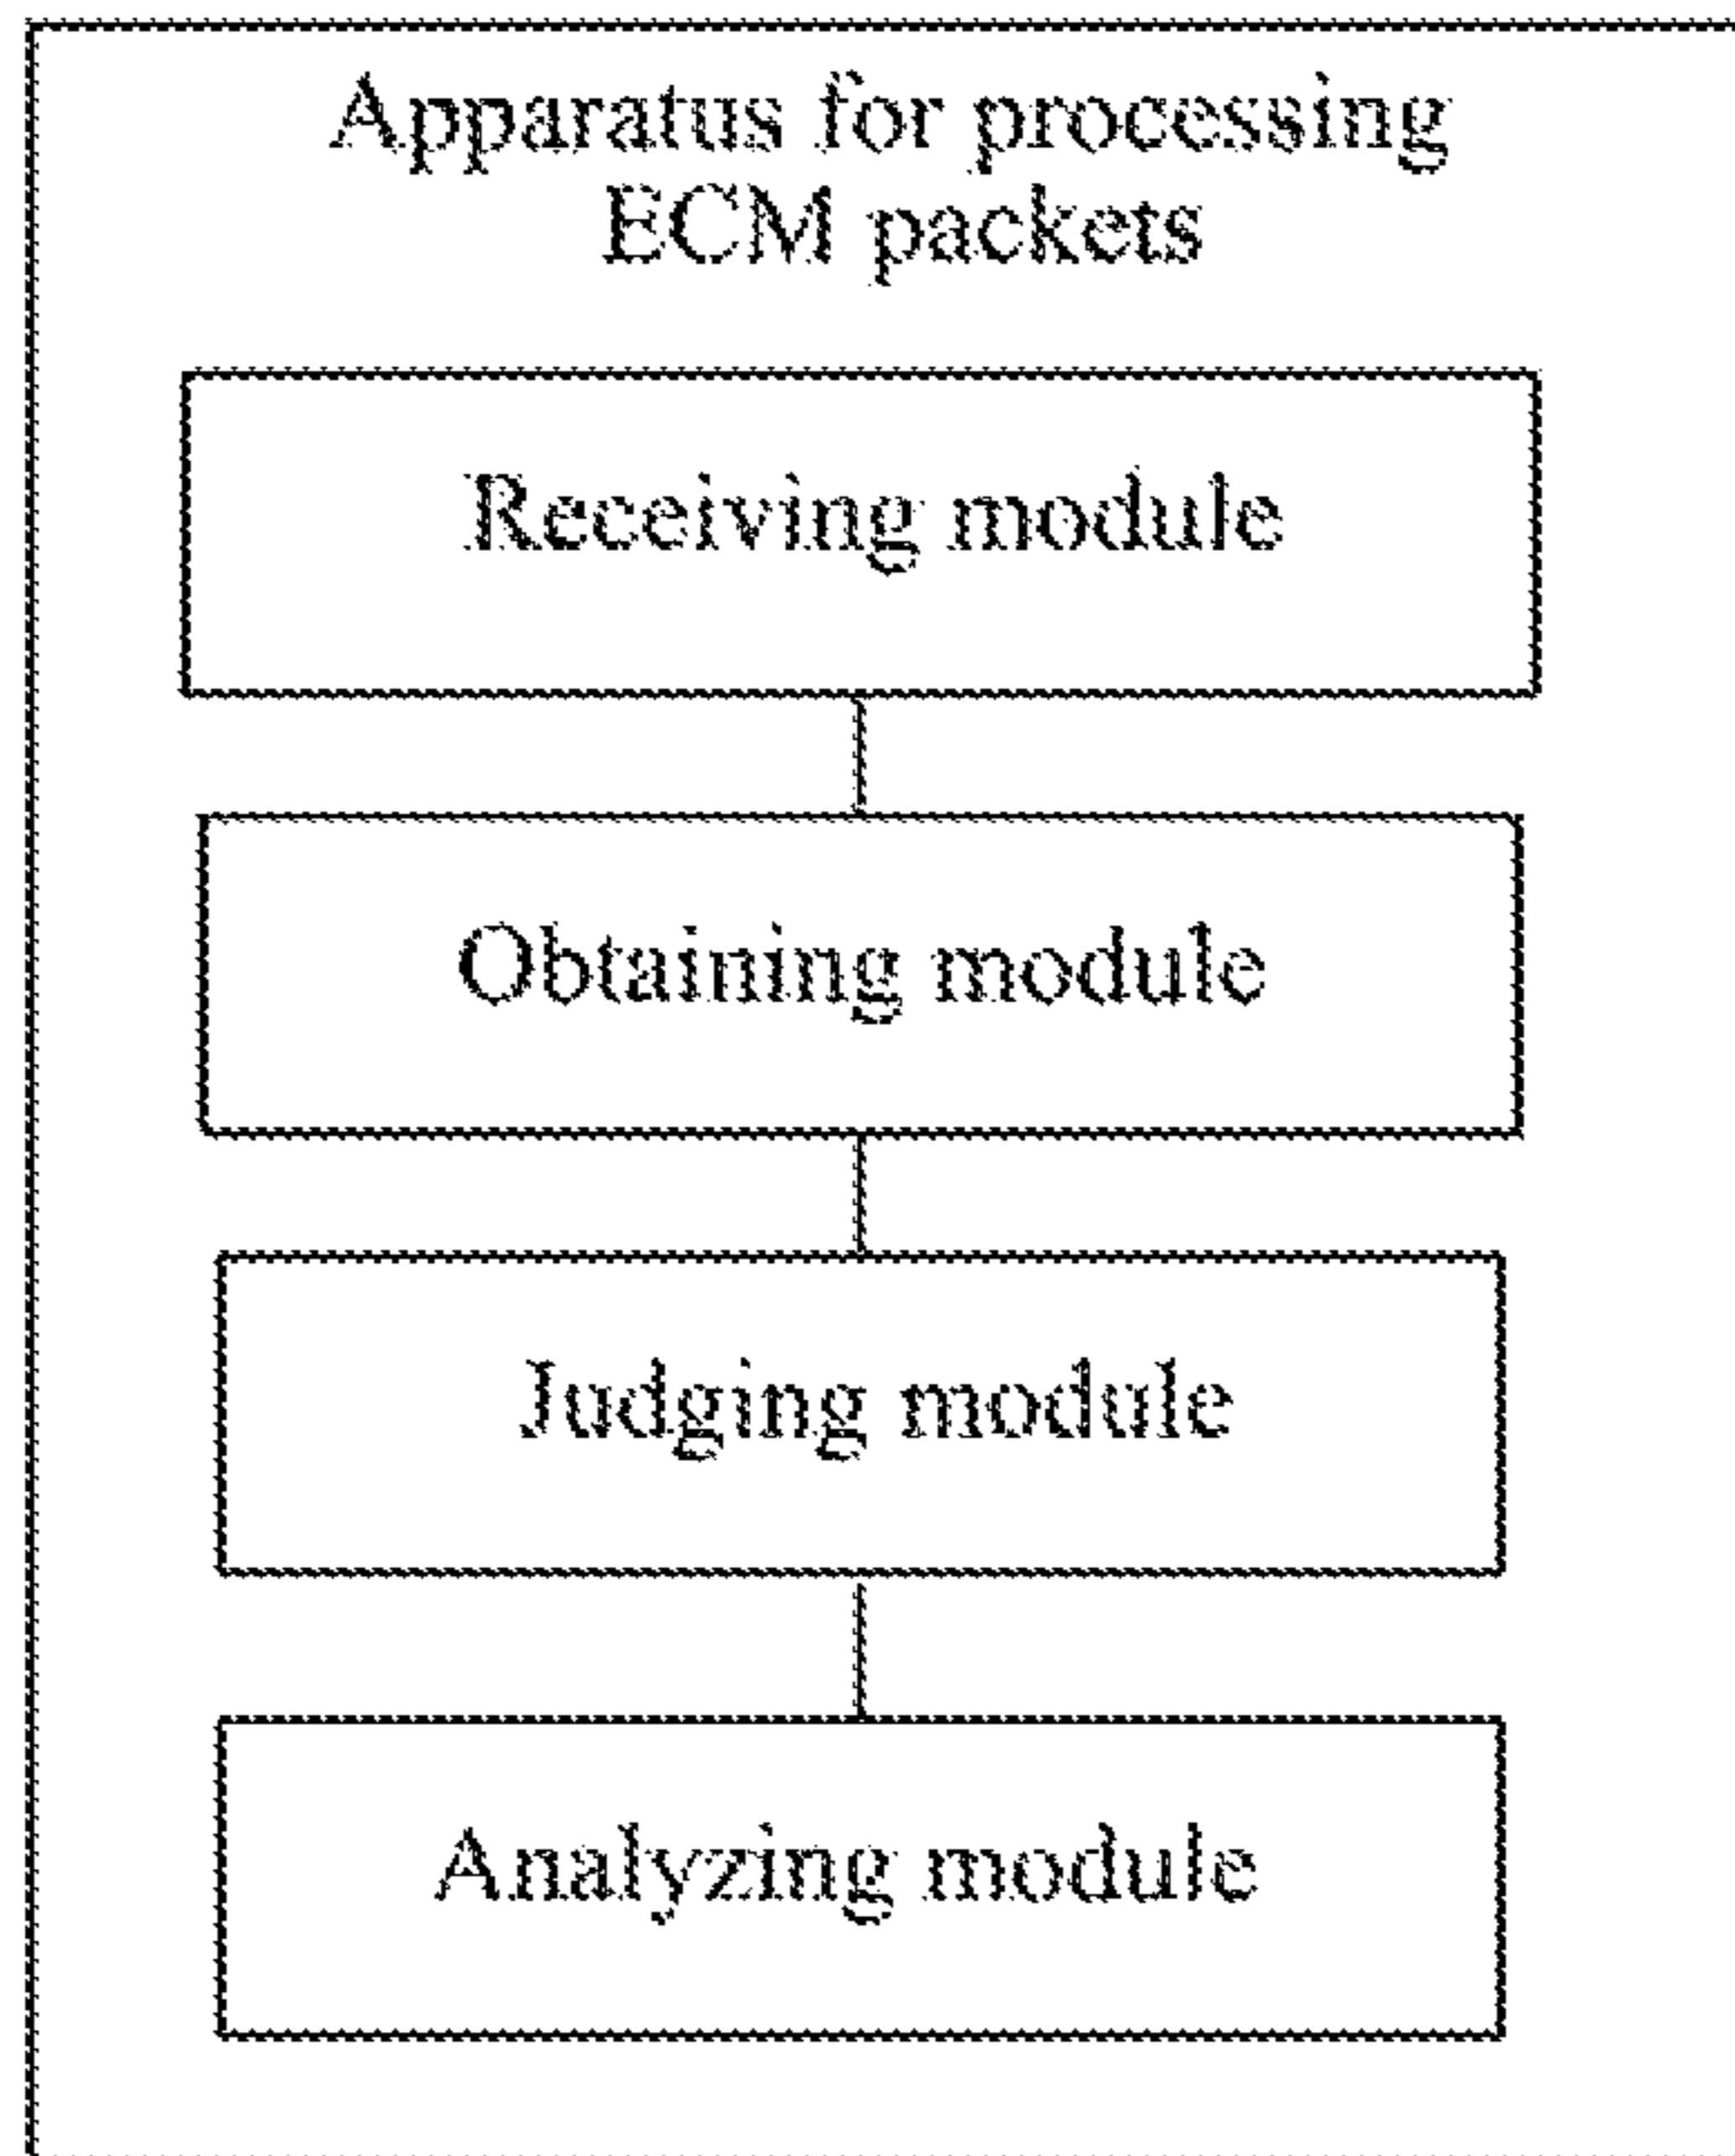 Apparatus for processing
ECM packets
Receiving module
Obtaining module
Judging module
Analyzing module